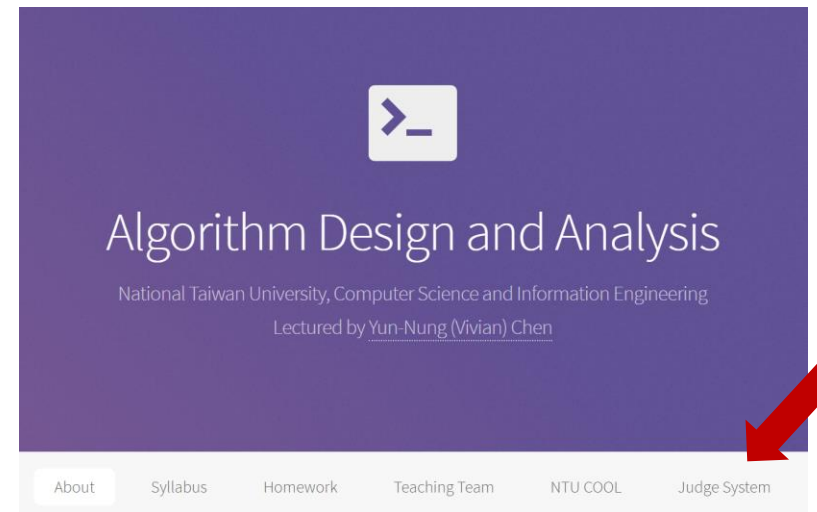 >_
Algorithm Design and Analysis
National Taiwan University, Computer Science and Information Engineering
Lectured by Yun-Nung (Vivian) Chen
About Syllabus Homework Teaching Team NTU COOL Judge System